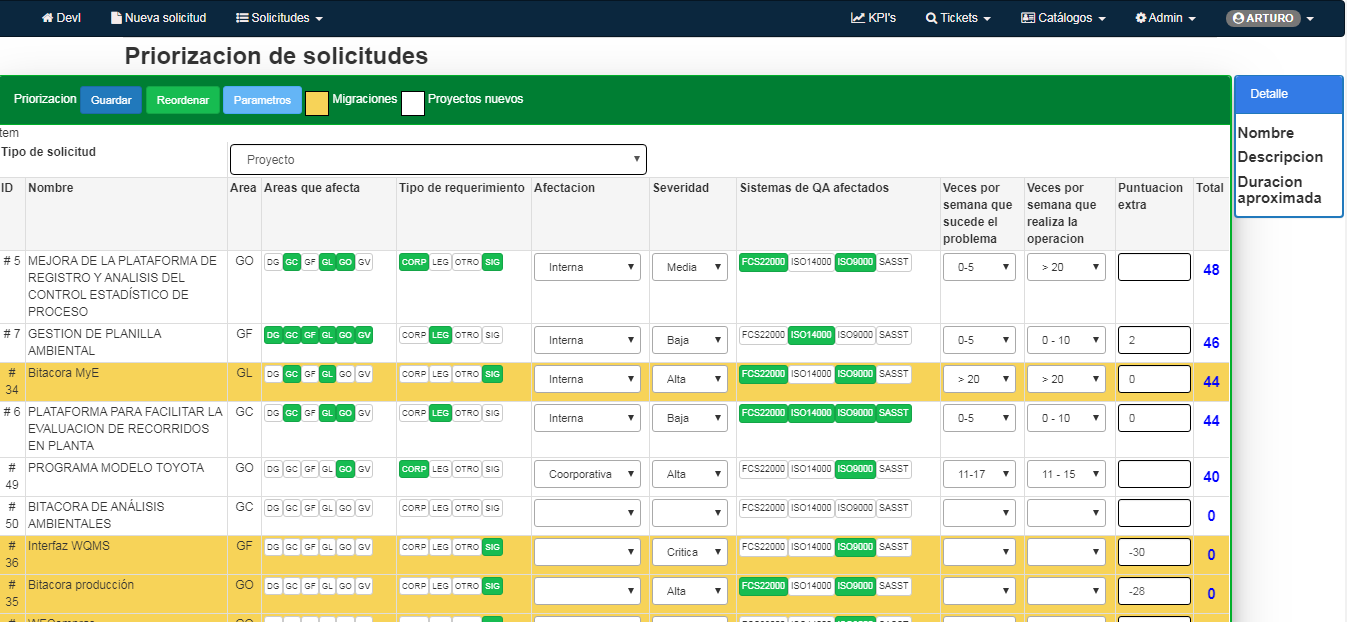 Devl Nueva solicitud Solicitudes KPI's Tickets Catálogos Admin ARTURO
Priorizacion de solicitudes
Priorizacion Guardar Reordenar Parametros Migraciones Proyectos nuevos
Detalle
Nombre
Descripcion
Duracion
aproximada
tem
Tipo de solicitud Proyecto
ID Nombre Area Areas que afecta Tipo de requerimiento Afectacion Severidad Sistemas de QA afectados Veces por semana que sucede el problema Veces por semana que realiza la operacion Puntuacion extra Total
# 5 MEJORA DE LA PLATAFORMA DE GO DG GC GF GL GO GV CORP LEG OTRO SIG Interna Media FCS22000 ISO14000 ISO9000 SASST 0-5 > 20 48
REGISTRO Y ANALISIS DEL
CONTROL ESTADÍSTICO DE
PROCESO
# 7 GESTION DE PLANILLA GF DG GC GF GL GO GV CORP LEG OTRO SIG Interna Baja FCS22000 ISO14000 ISO9000 SASST 0-5 0 - 10 2 46
AMBIENTAL
# 34 Bitacora MyE GL DG GC GF GL GO GV CORP LEG OTRO SIG Interna Alta FCS22000 ISO14000 ISO9000 SASST > 20 > 20 0 44
# 6 PLATAFORMA PARA FACILITAR LA GC DG GC GF GL GO GV CORP LEG OTRO SIG Interna Baja FCS22000 ISO14000 ISO9000 SASST 0-5 0 - 10 0 44
EVALUACION DE RECORRIDOS
EN PLANTA
# 49 PROGRAMA MODELO TOYOTA GO DG GC GF GL GO GV CORP LEG OTRO SIG Coorporativa Alta FCS22000 ISO14000 ISO9000 SASST 11-17 11 - 15 40
# 50 BITACORA DE ANÁLISIS GC DG GC GF GL GO GV CORP LEG OTRO SIG FCS22000 ISO14000 ISO9000 SASST 0
AMBIENTALES
# 36 Interfaz WQMS GF DG GC GF GL GO GV CORP LEG OTRO SIG Critica FCS22000 ISO14000 ISO9000 SASST -30 0
# 35 Bitacora producción GO DG GC GF GL GO GV CORP LEG OTRO SIG Alta FCS22000 ISO14000 ISO9000 SASST -28 0